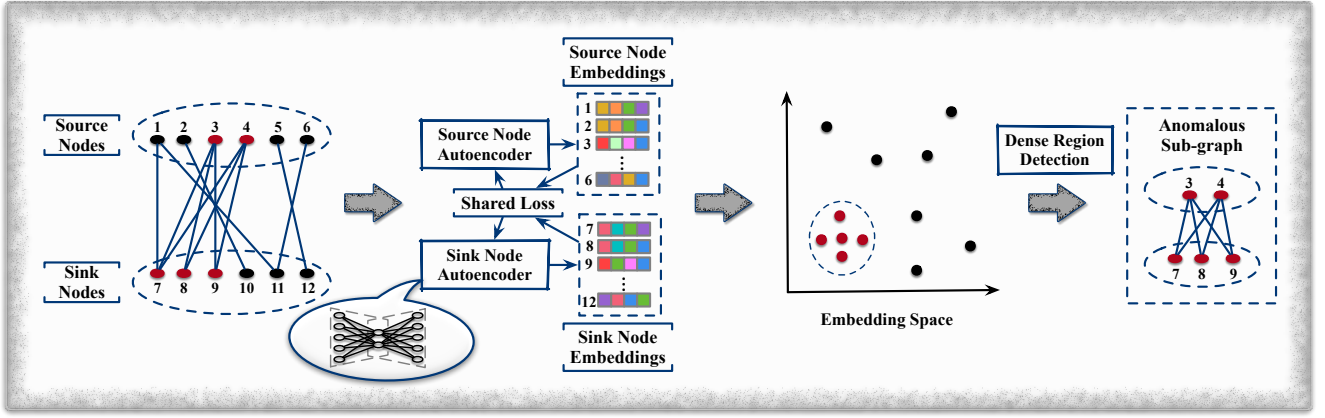 Source
Nodes
1 2 3 4 5 6
Sink
Nodes
7 8 9 10 11 12
Source Node
Autoencoder
Shared Loss
Sink Node
Autoencoder
Source Node
Embeddings
1
2
3
6
7
8
9
12
Sink Node
Embeddings
Embedding Space
Dense Region
Detection
Anomalous
Sub-graph
3 4
7 8 9